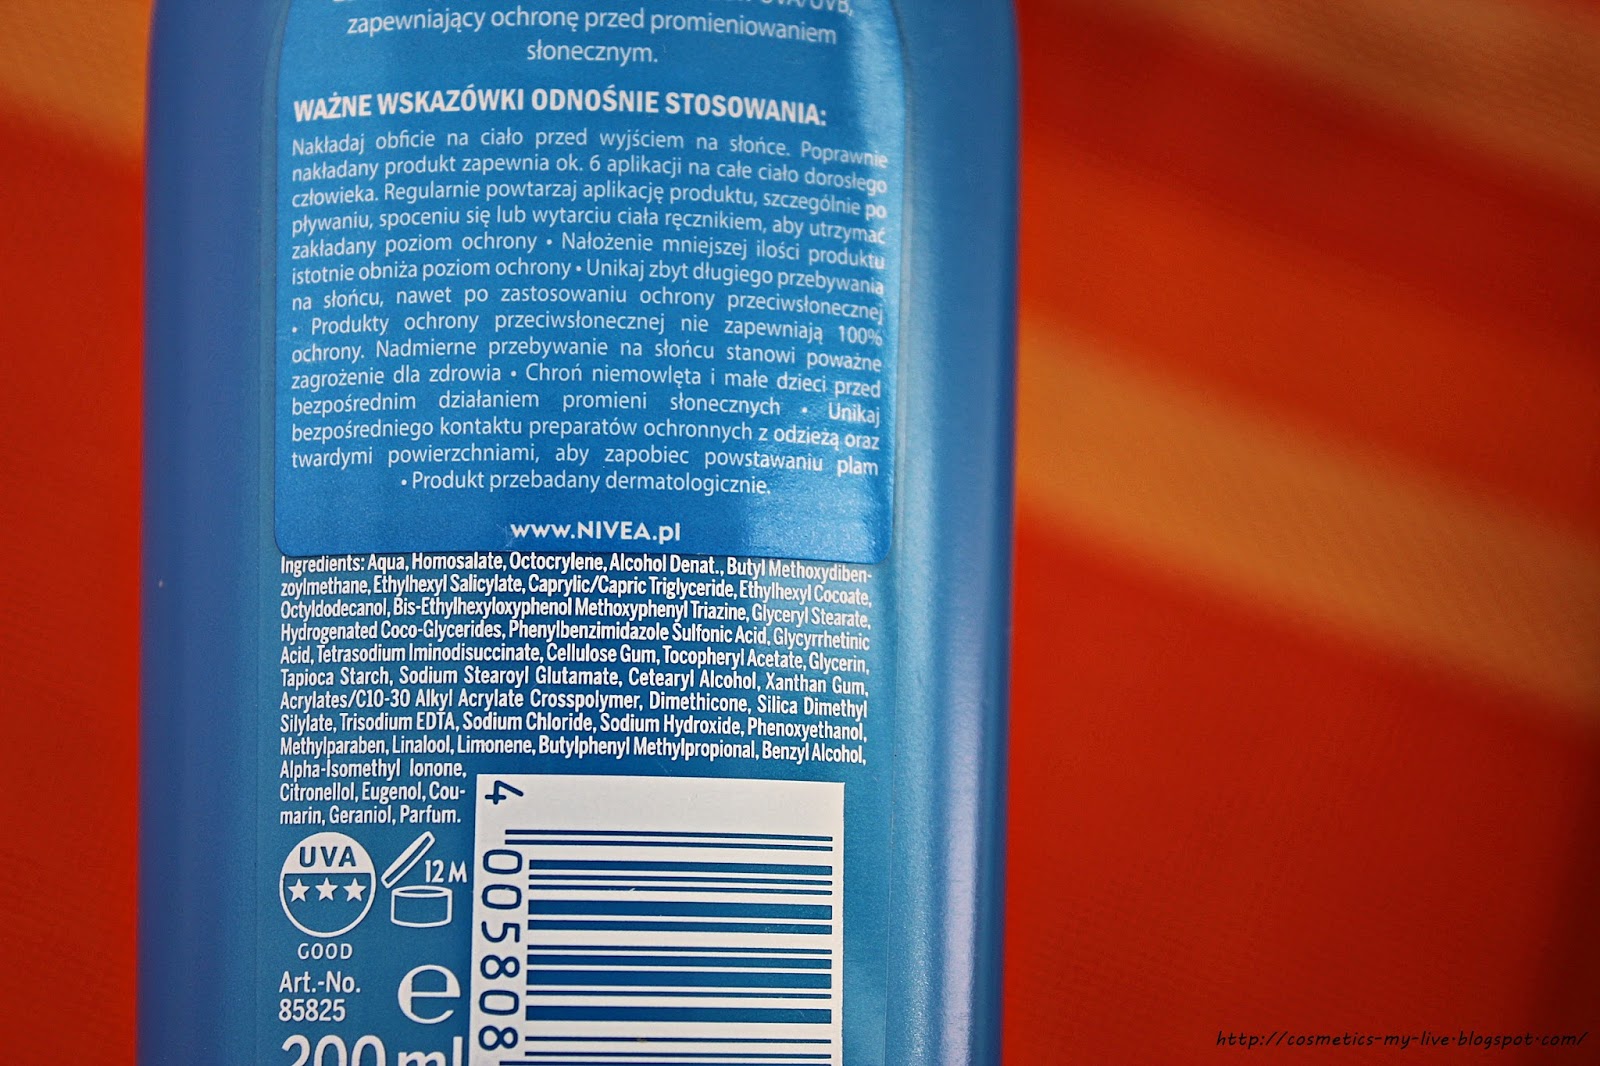 UVA/UVB,
zapewniający ochronę przed promieniowaniem
słonecznym.
WAŻNE WSKAZÓWKI ODNOŚNIE STOSOWANIA:
Nakładaj obficie na ciało przed wyjściem na słońce. Poprawnie
nakładany produkt zapewnia ok. 6 aplikacji na całe ciało dorosłego
człowieka. Regularnie powtarzaj aplikację produktu, szczególnie po
pływaniu, spoceniu się lub wytarciu ciała ręcznikiem, aby utrzymać
zakładany poziom ochrony • Nałożenie mniejszej ilości produktu
istotnie obniża poziom ochrony • Unikaj zbyt długiego przebywania
na słońcu, nawet po zastosowaniu ochrony przeciwsłonecznej
• Produkty ochrony przeciwsłonecznej nie zapewniają 100%
ochrony. Nadmierne przebywanie na słońcu stanowi poważne
zagrożenie dla zdrowia • Chroń niemowlęta i małe dzieci przed
bezpośrednim działaniem promieni słonecznych • Unikaj
bezpośredniego kontaktu preparatów ochronnych z odzieżą oraz
twardymi powierzchniami, aby zapobiec powstawaniu plam
• Produkt przebadany dermatologicznie.
www.NIVEA.pl
Ingredients: Aqua, Homosalate, Octocrylene, Alcohol Denat., Butyl Methoxydiben-
zoylmethane, Ethylhexyl Salicylate, Caprylic/Capric Triglyceride, Ethylhexyl Cocoate,
Octyldodecanol, Bis-Ethylhexyloxyphenol Methoxyphenyl Triazine, Glyceryl Stearate,
Hydrogenated Coco-Glycerides, Phenylbenzimidazole Sulfonic Acid, Glycyrrhetinic
Acid, Tetrasodium Iminodisuccinate, Cellulose Gum, Tocopheryl Acetate, Glycerin,
Tapioca Starch, Sodium Stearoyl Glutamate, Cetearyl Alcohol, Xanthan Gum,
Acrylates/C10-30 Alkyl Acrylate Crosspolymer, Dimethicone, Silica Dimethyl
Silylate, Trisodium EDTA, Sodium Chloride, Sodium Hydroxide, Phenoxyethanol,
Methylparaben, Linalool, Limonene, Butylphenyl Methylpropional, Benzyl Alcohol,
Alpha-Isomethyl Ionone,
Citronellol, Eugenol, Cou-
marin, Geraniol, Parfum.
UVA
GOOD
12M
Art.-No.
85825
e
200 ml
4 005808
http://cosmetics-my-live.blogspot.com/